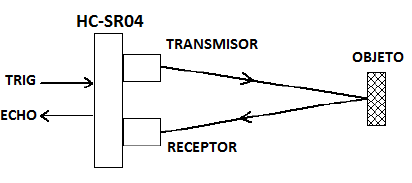 HC-SR04
TRANSMISOR
OBJETO
TRIG
ECHO
RECEPTOR